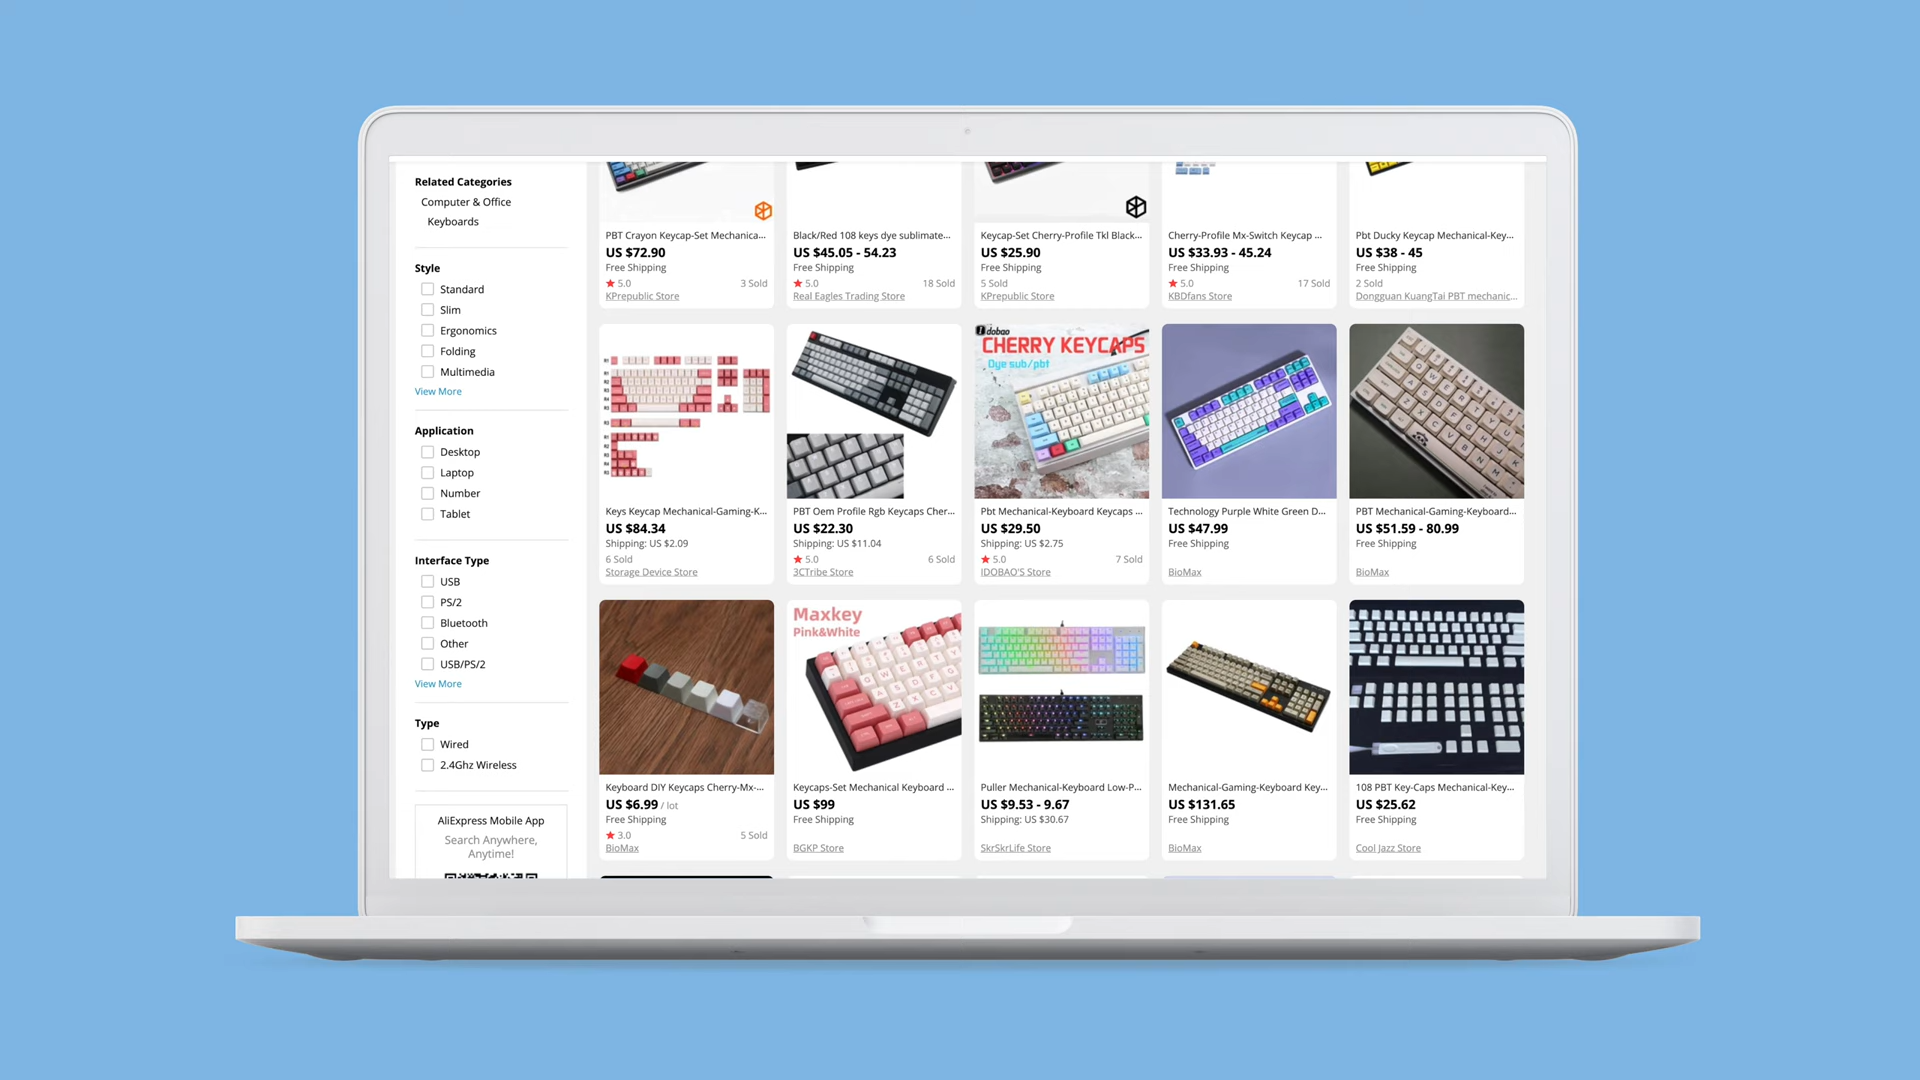 Related Categories
Computer & Office
Keyboards
Style
Standard
Slim
Ergonomics
Folding
Multimedia
View More
Application
Desktop
Laptop
Number
Tablet
Interface Type
USB
PS/2
Bluetooth
Other
USB/PS/2
View More
Type
Wired
2.4Ghz Wireless
AliExpress Mobile App
Search Anywhere,
Anytime!
PBT Crayon Keycap-Set Mechanica...
US $72.90
Free Shipping
5.0 3 Sold
KPrepublic Store
Black/Red 108 keys dye sublimate...
US $45.05 - 54.23
Free Shipping
5.0 18 Sold
Real Eagles Trading Store
Keycap-Set Cherry-Profile Tkl Black...
US $25.90
Free Shipping
5 Sold
KPrepublic Store
Cherry-Profile Mx-Switch Keycap ...
US $33.93 - 45.24
Free Shipping
5.0 17 Sold
KBDfans Store
Pbt Ducky Keycap Mechanical-Key...
US $38 - 45
Free Shipping
2 Sold
Dongguan KuangTai PBT mechanic...
Keys Keycap Mechanical-Gaming-K...
US $84.34
Shipping: US $2.09
6 Sold
Storage Device Store
PBT Oem Profile Rgb Keycaps Cher...
US $22.30
Shipping: US $11.04
5.0 6 Sold
3CTribe Store
idobao
CHERRY KEYCAPS
Dye sub/pbt
Pbt Mechanical-Keyboard Keycaps ...
US $29.50
Shipping: US $2.75
5.0 7 Sold
IDOBAO'S Store
Technology Purple White Green D...
US $47.99
Free Shipping
BioMax
PBT Mechanical-Gaming-Keyboard...
US $51.59 - 80.99
Free Shipping
BioMax
Keyboard DIY Keycaps Cherry-Mx-...
US $6.99 / lot
Free Shipping
3.0 5 Sold
BioMax
Maxkey
Pink&White
Keycaps-Set Mechanical Keyboard ...
US $99
Free Shipping
BGKP Store
Puller Mechanical-Keyboard Low-P...
US $9.53 - 9.67
Shipping: US $30.67
SkrSkrLife Store
Mechanical-Gaming-Keyboard Key...
US $131.65
Free Shipping
BioMax
108 PBT Key-Caps Mechanical-Key...
US $25.62
Free Shipping
Cool Jazz Store